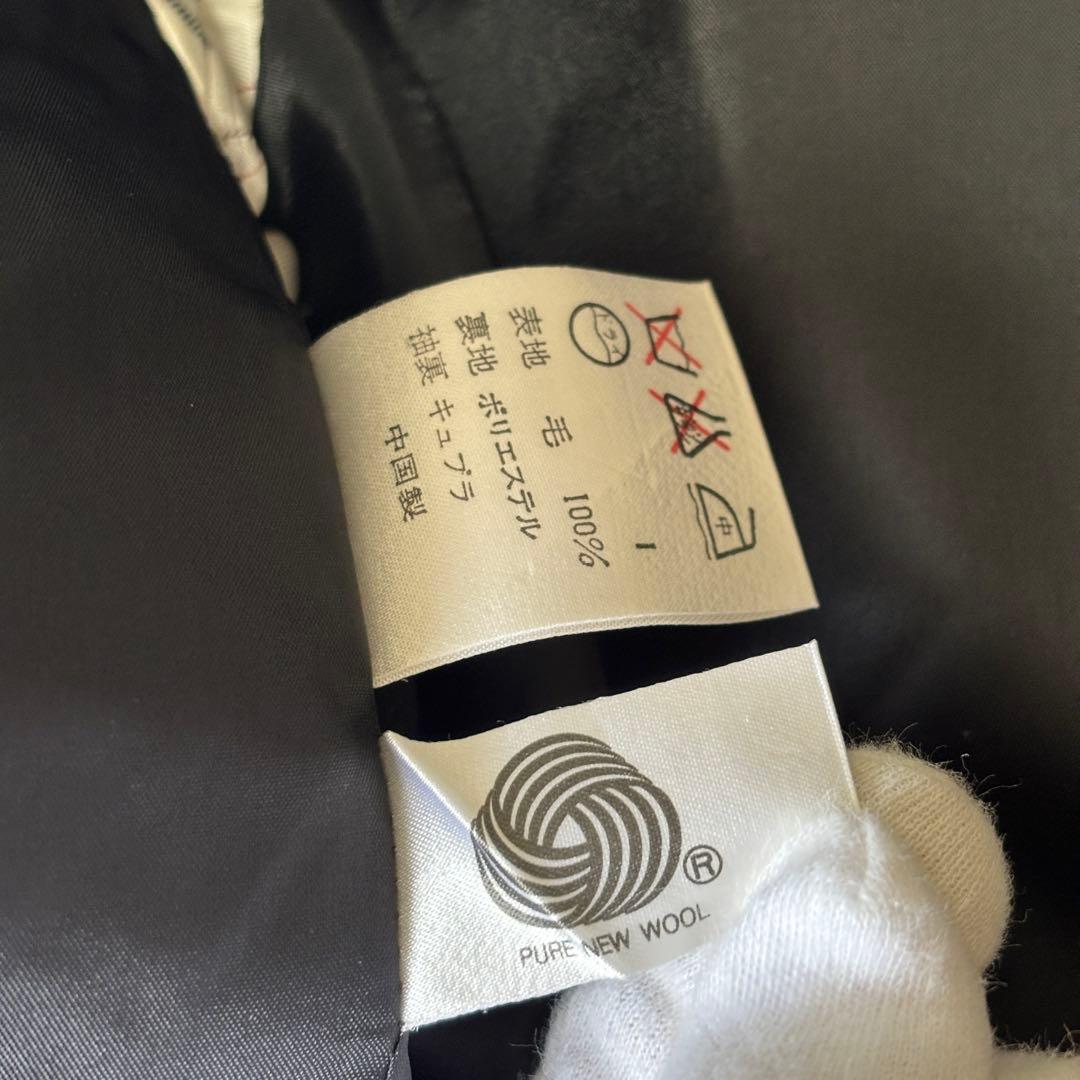 ドライ
中
1
表地 毛 100%
裏地 ポリエステル
袖裏 キュプラ
中国製
®
PURE NEW WOOL